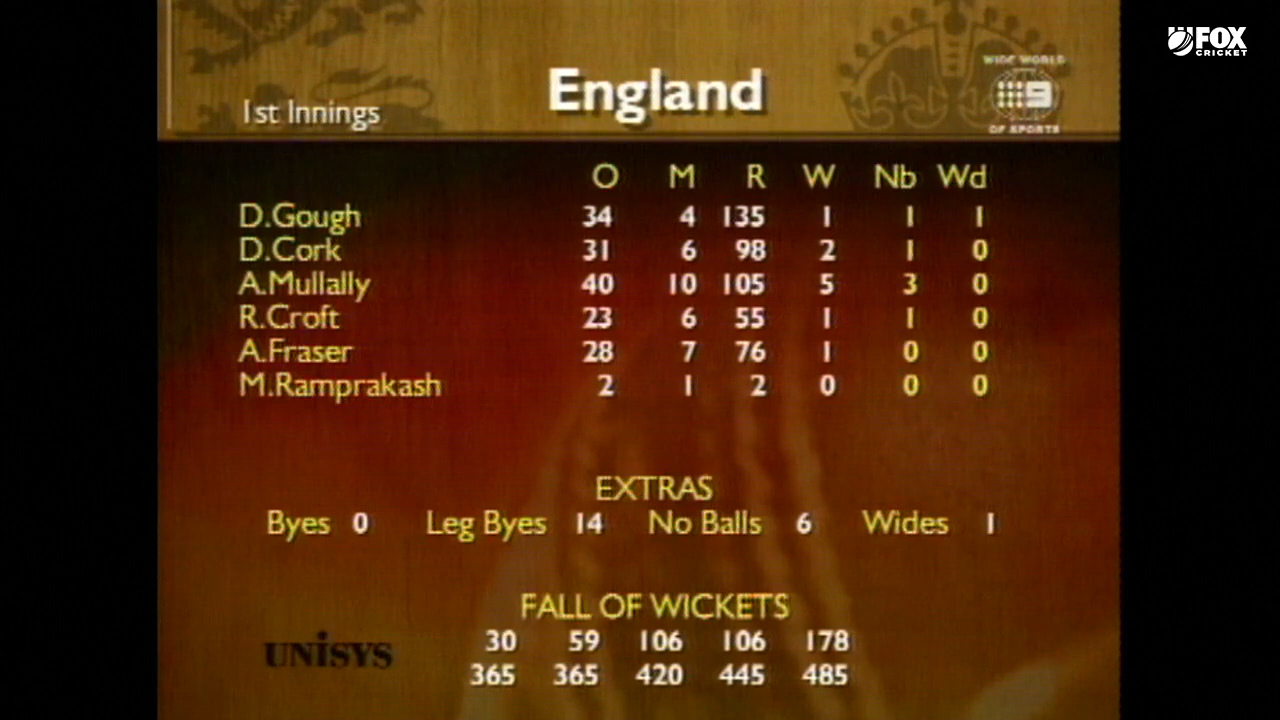 FOX
CRICKET
WIDE WORLD
9
OF SPORTS
1st Innings
England
O M R W Nb Wd
D.Gough 34 4 135 1 1 1
D.Cork 31 6 98 2 1 0
A.Mullally 40 10 105 5 3 0
R.Croft 23 6 55 1 1 0
A.Fraser 28 7 76 1 0 0
M.Ramprakash 2 1 2 0 0 0
EXTRAS
Byes 0 Leg Byes 14 No Balls 6 Wides 1
FALL OF WICKETS
30 59 106 106 178
365 365 420 445 485
UNiSYS